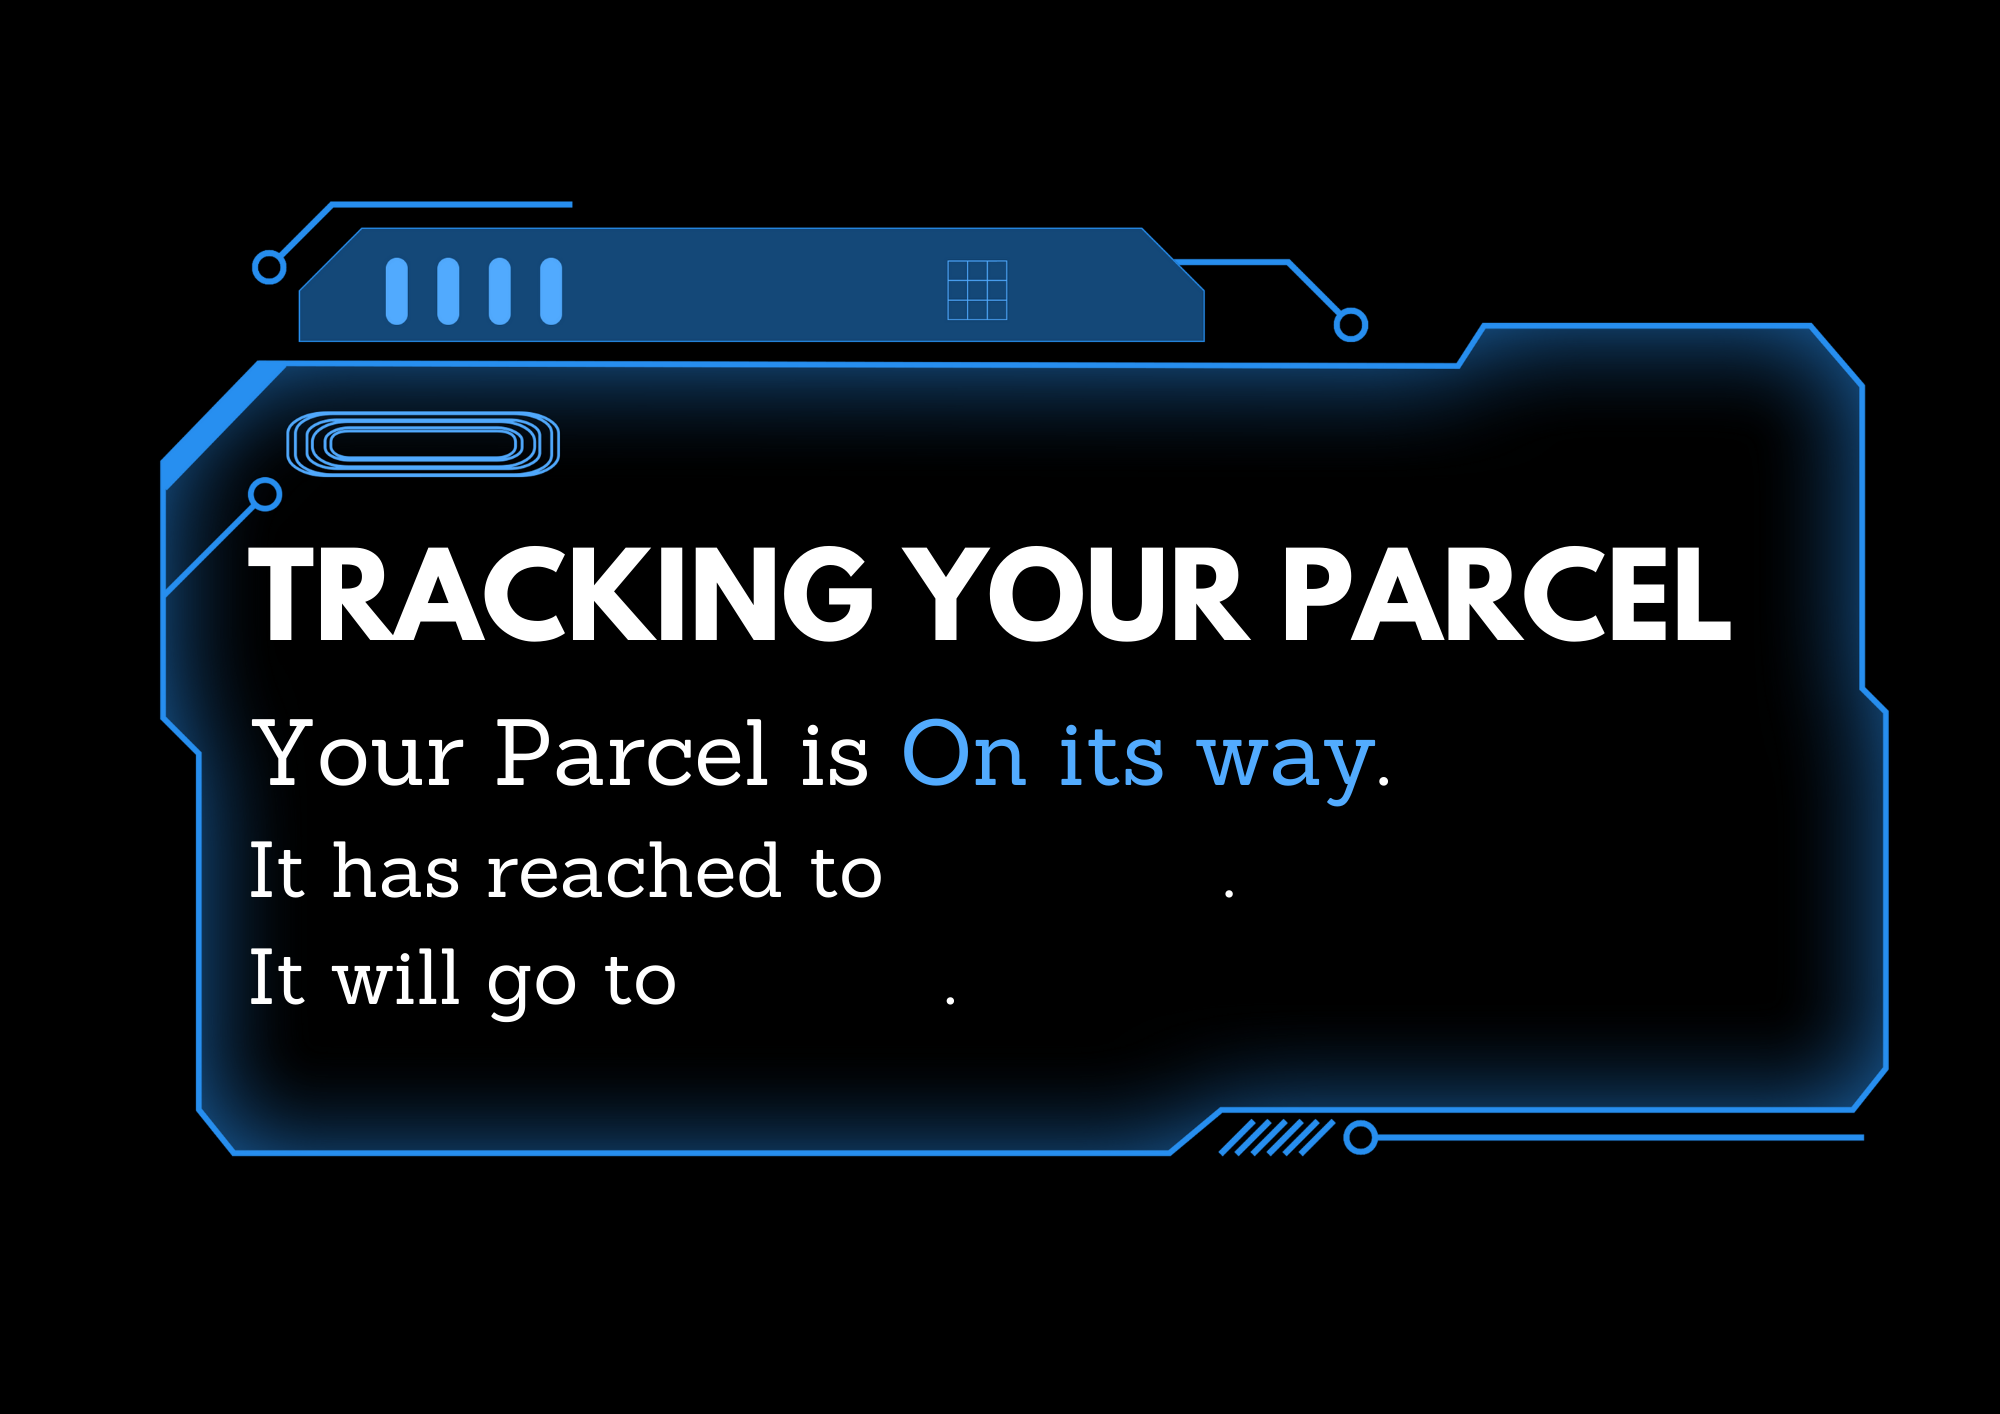 TRACKING YOUR PARCEL
Your Parcel is On its way.
It has reached to .
It will go to .